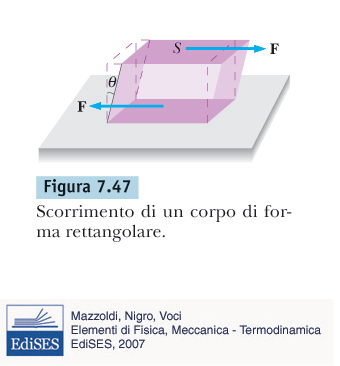 S
F
θ
F
Figura 7.47
Scorrimento di un corpo di for-
ma rettangolare.
EdiSES
Mazzoldi, Nigro, Voci
Elementi di Fisica, Meccanica - Termodinamica
EdiSES, 2007